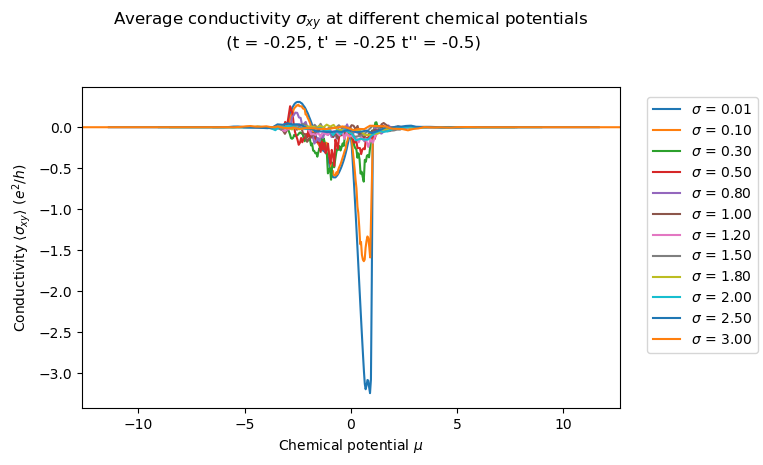 Average conductivity σxy at different chemical potentials
(t = -0.25, t' = -0.25 t'' = -0.5)
0.0
−0.5
−1.0
−1.5
−2.0
−2.5
−3.0
Conductivity ⟨σxy⟩ (e²/h)
−10
−5
0
5
10
Chemical potential μ
σ = 0.01
σ = 0.10
σ = 0.30
σ = 0.50
σ = 0.80
σ = 1.00
σ = 1.20
σ = 1.50
σ = 1.80
σ = 2.00
σ = 2.50
σ = 3.00